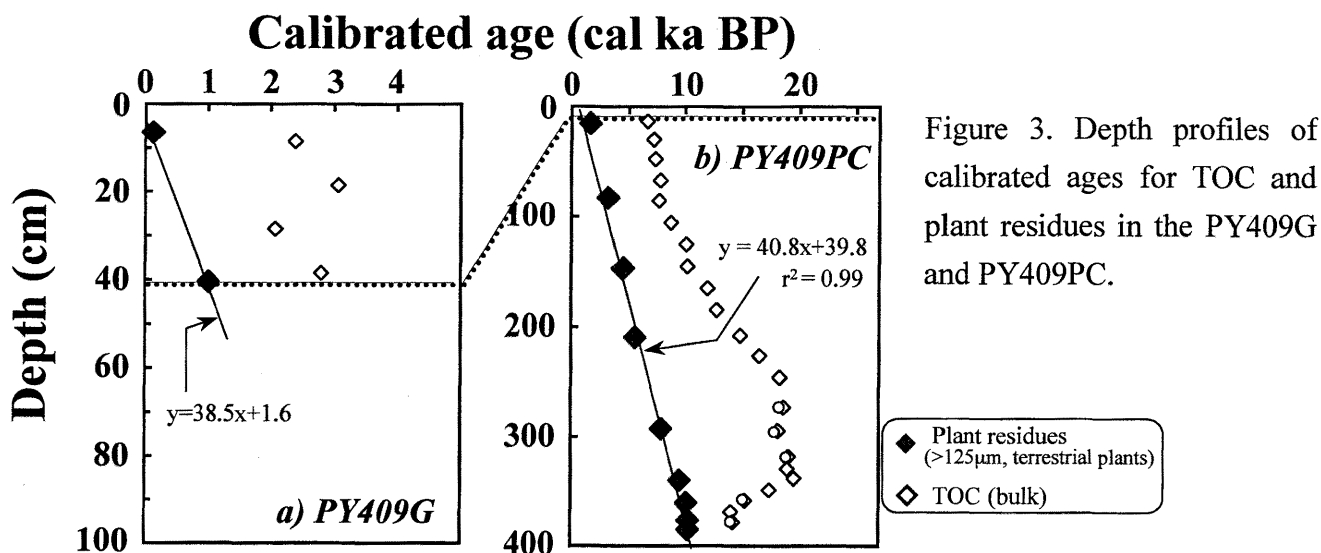 Calibrated age (cal ka BP)
0 1 2 3 4
0 10 20
Depth (cm)
0
20
40
60
80
100
y=38.5x+1.6
a) PY409G
0
100
200
300
400
b) PY409PC
y = 40.8x+39.8
r² = 0.99
Figure 3. Depth profiles of
calibrated ages for TOC and
plant residues in the PY409G
and PY409PC.
Plant residues
(>125µm, terrestrial plants)
TOC (bulk)